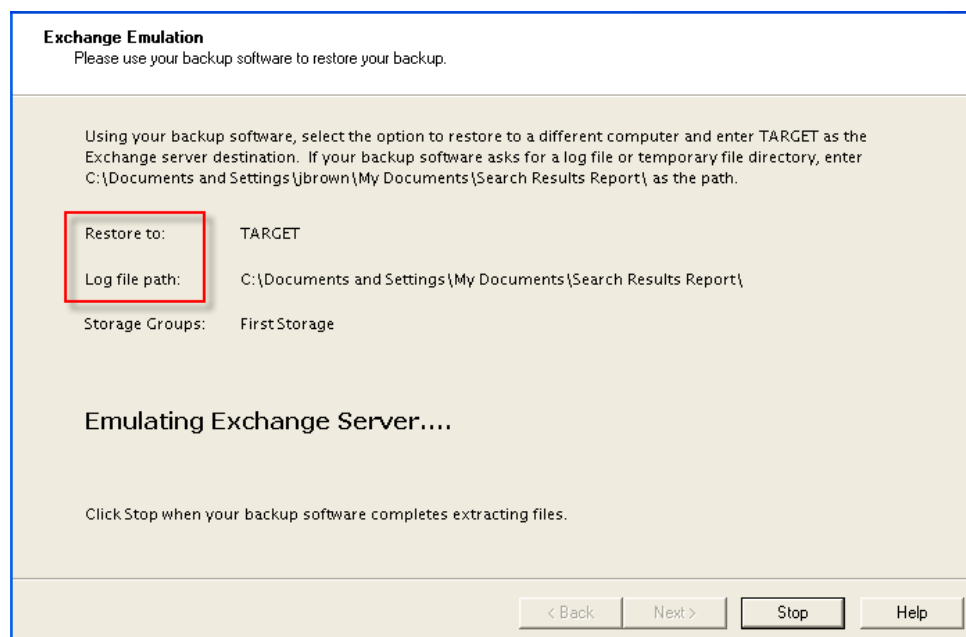 Exchange Emulation
Please use your backup software to restore your backup.
Using your backup software, select the option to restore to a different computer and enter TARGET as the
Exchange server destination. If your backup software asks for a log file or temporary file directory, enter
C:\Documents and Settings\jbrown\My Documents\Search Results Report\ as the path.
Restore to: TARGET
Log file path: C:\Documents and Settings\My Documents\Search Results Report\
Storage Groups: First Storage
Emulating Exchange Server....
Click Stop when your backup software completes extracting files.
< Back Next > Stop Help